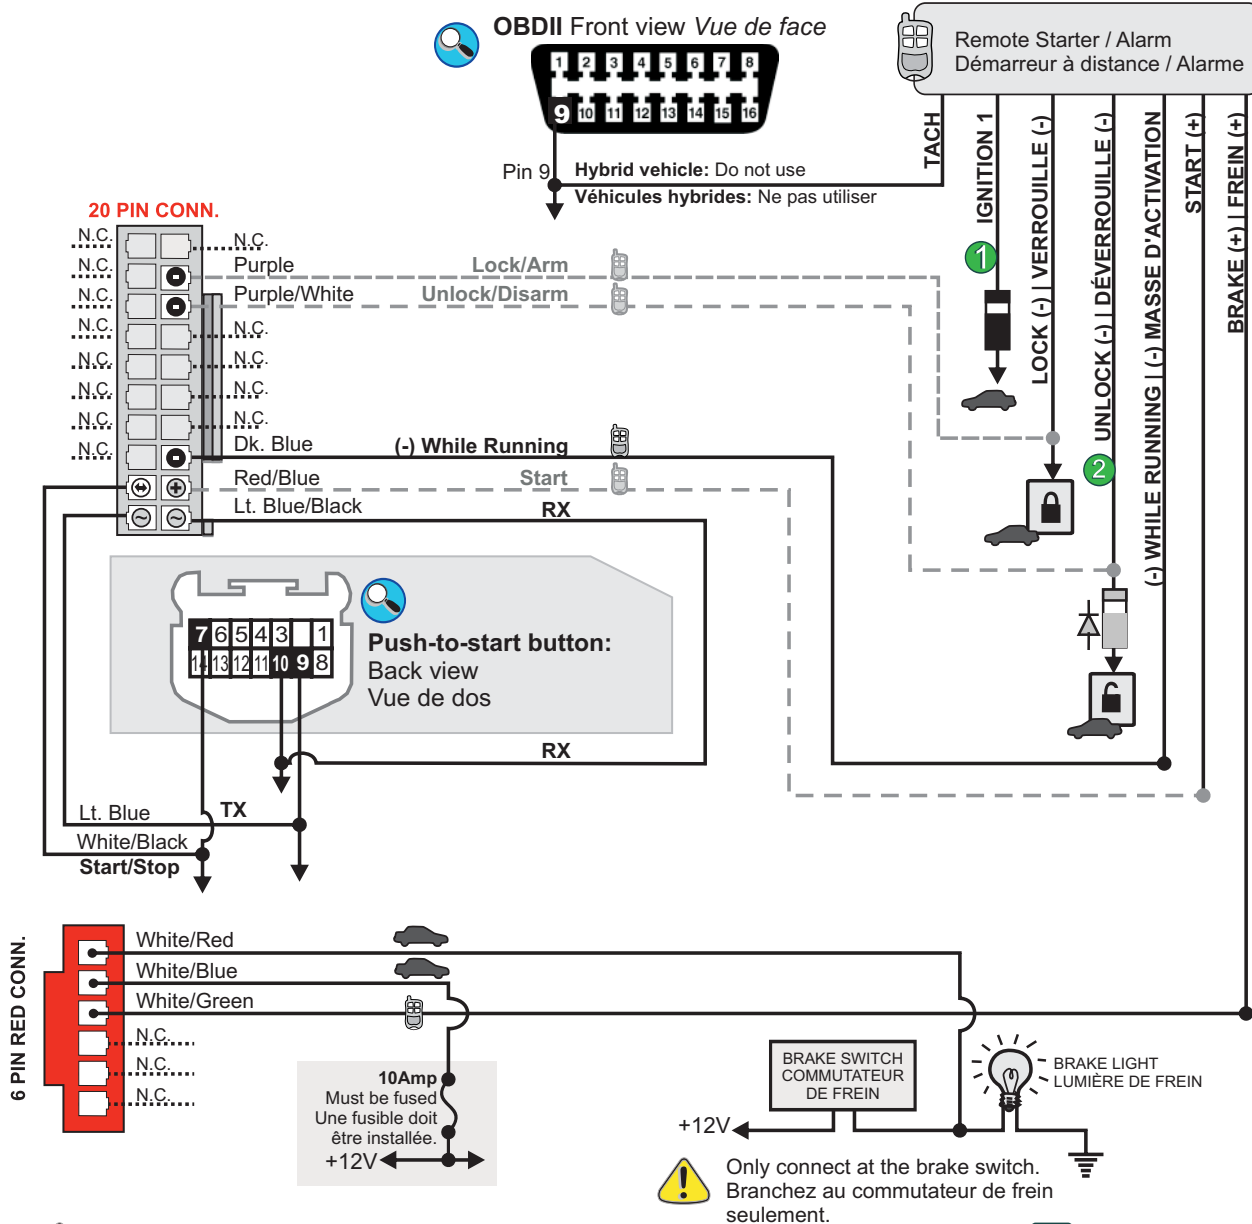 OBDII Front view Vue de face
1 2 3 4 5 6 7 8
9 10 11 12 13 14 15 16
Remote Starter / Alarm
Démarreur à distance / Alarme
Pin 9
Hybrid vehicle: Do not use
Véhicules hybrides: Ne pas utiliser
TACH
IGNITION 1
LOCK (-) | VERROUILLE (-)
UNLOCK (-) | DÉVERROUILLE (-)
(-) WHILE RUNNING | (-) MASSE D'ACTIVATION
START (+)
BRAKE (+) | FREIN (+)
1
2
20 PIN CONN.
N.C. N.C.
N.C. Purple Lock/Arm
N.C. Purple/White Unlock/Disarm
N.C. N.C.
N.C. N.C.
N.C. N.C.
N.C. N.C.
N.C. Dk. Blue (-) While Running
Red/Blue Start
Lt. Blue/Black RX
7 6 5 4 3 1
14 13 12 11 10 9 8
Push-to-start button:
Back view
Vue de dos
RX
Lt. Blue TX
White/Black
Start/Stop
6 PIN RED CONN.
White/Red
White/Blue
White/Green
N.C.
N.C.
N.C.
10Amp
Must be fused
Une fusible doit
être installée.
+12V
BRAKE SWITCH
COMMUTATEUR
DE FREIN
BRAKE LIGHT
LUMIÈRE DE FREIN
+12V
Only connect at the brake switch.
Branchez au commutateur de frein
seulement.